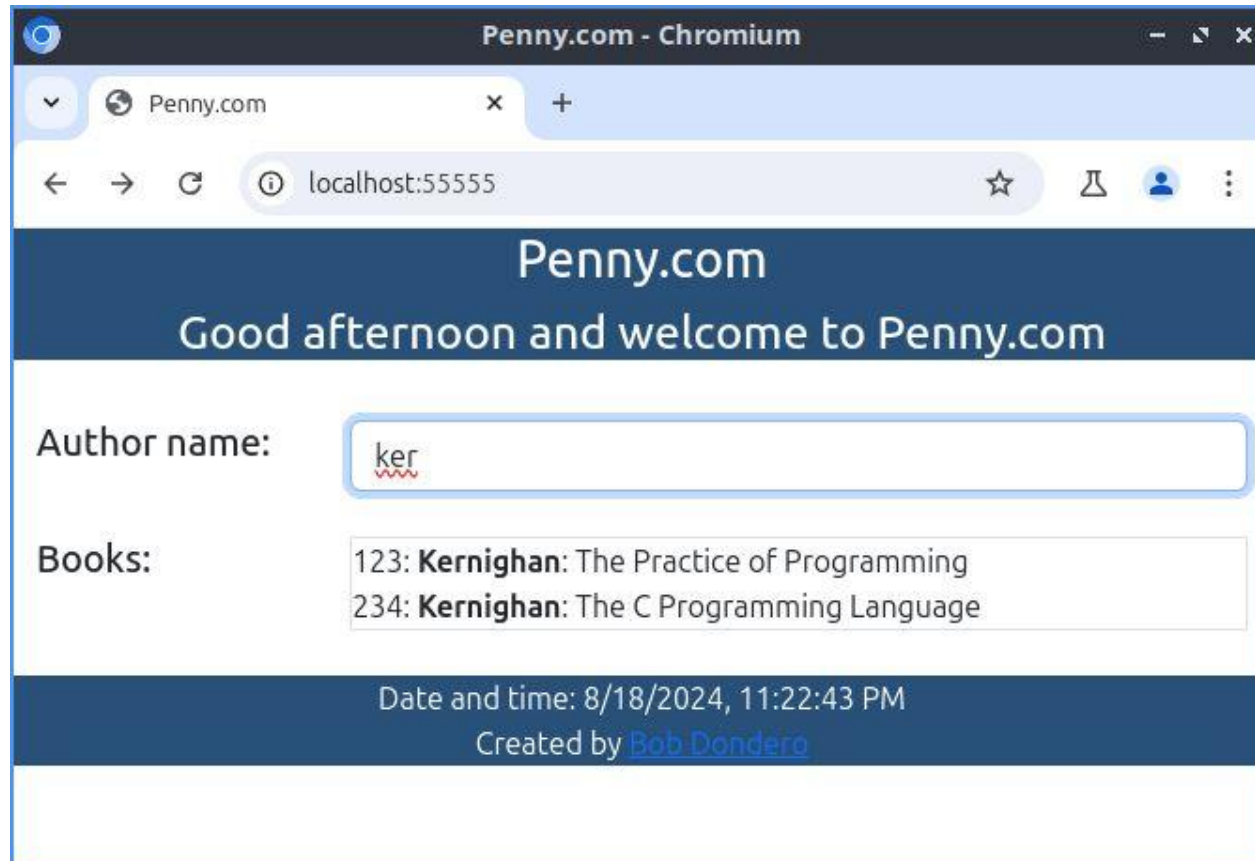 Penny.com - Chromium
Penny.com
localhost:55555
Penny.com
Good afternoon and welcome to Penny.com
Author name:
ker
Books:
123: Kernighan: The Practice of Programming
234: Kernighan: The C Programming Language
Date and time: 8/18/2024, 11:22:43 PM
Created by Bob Dondero